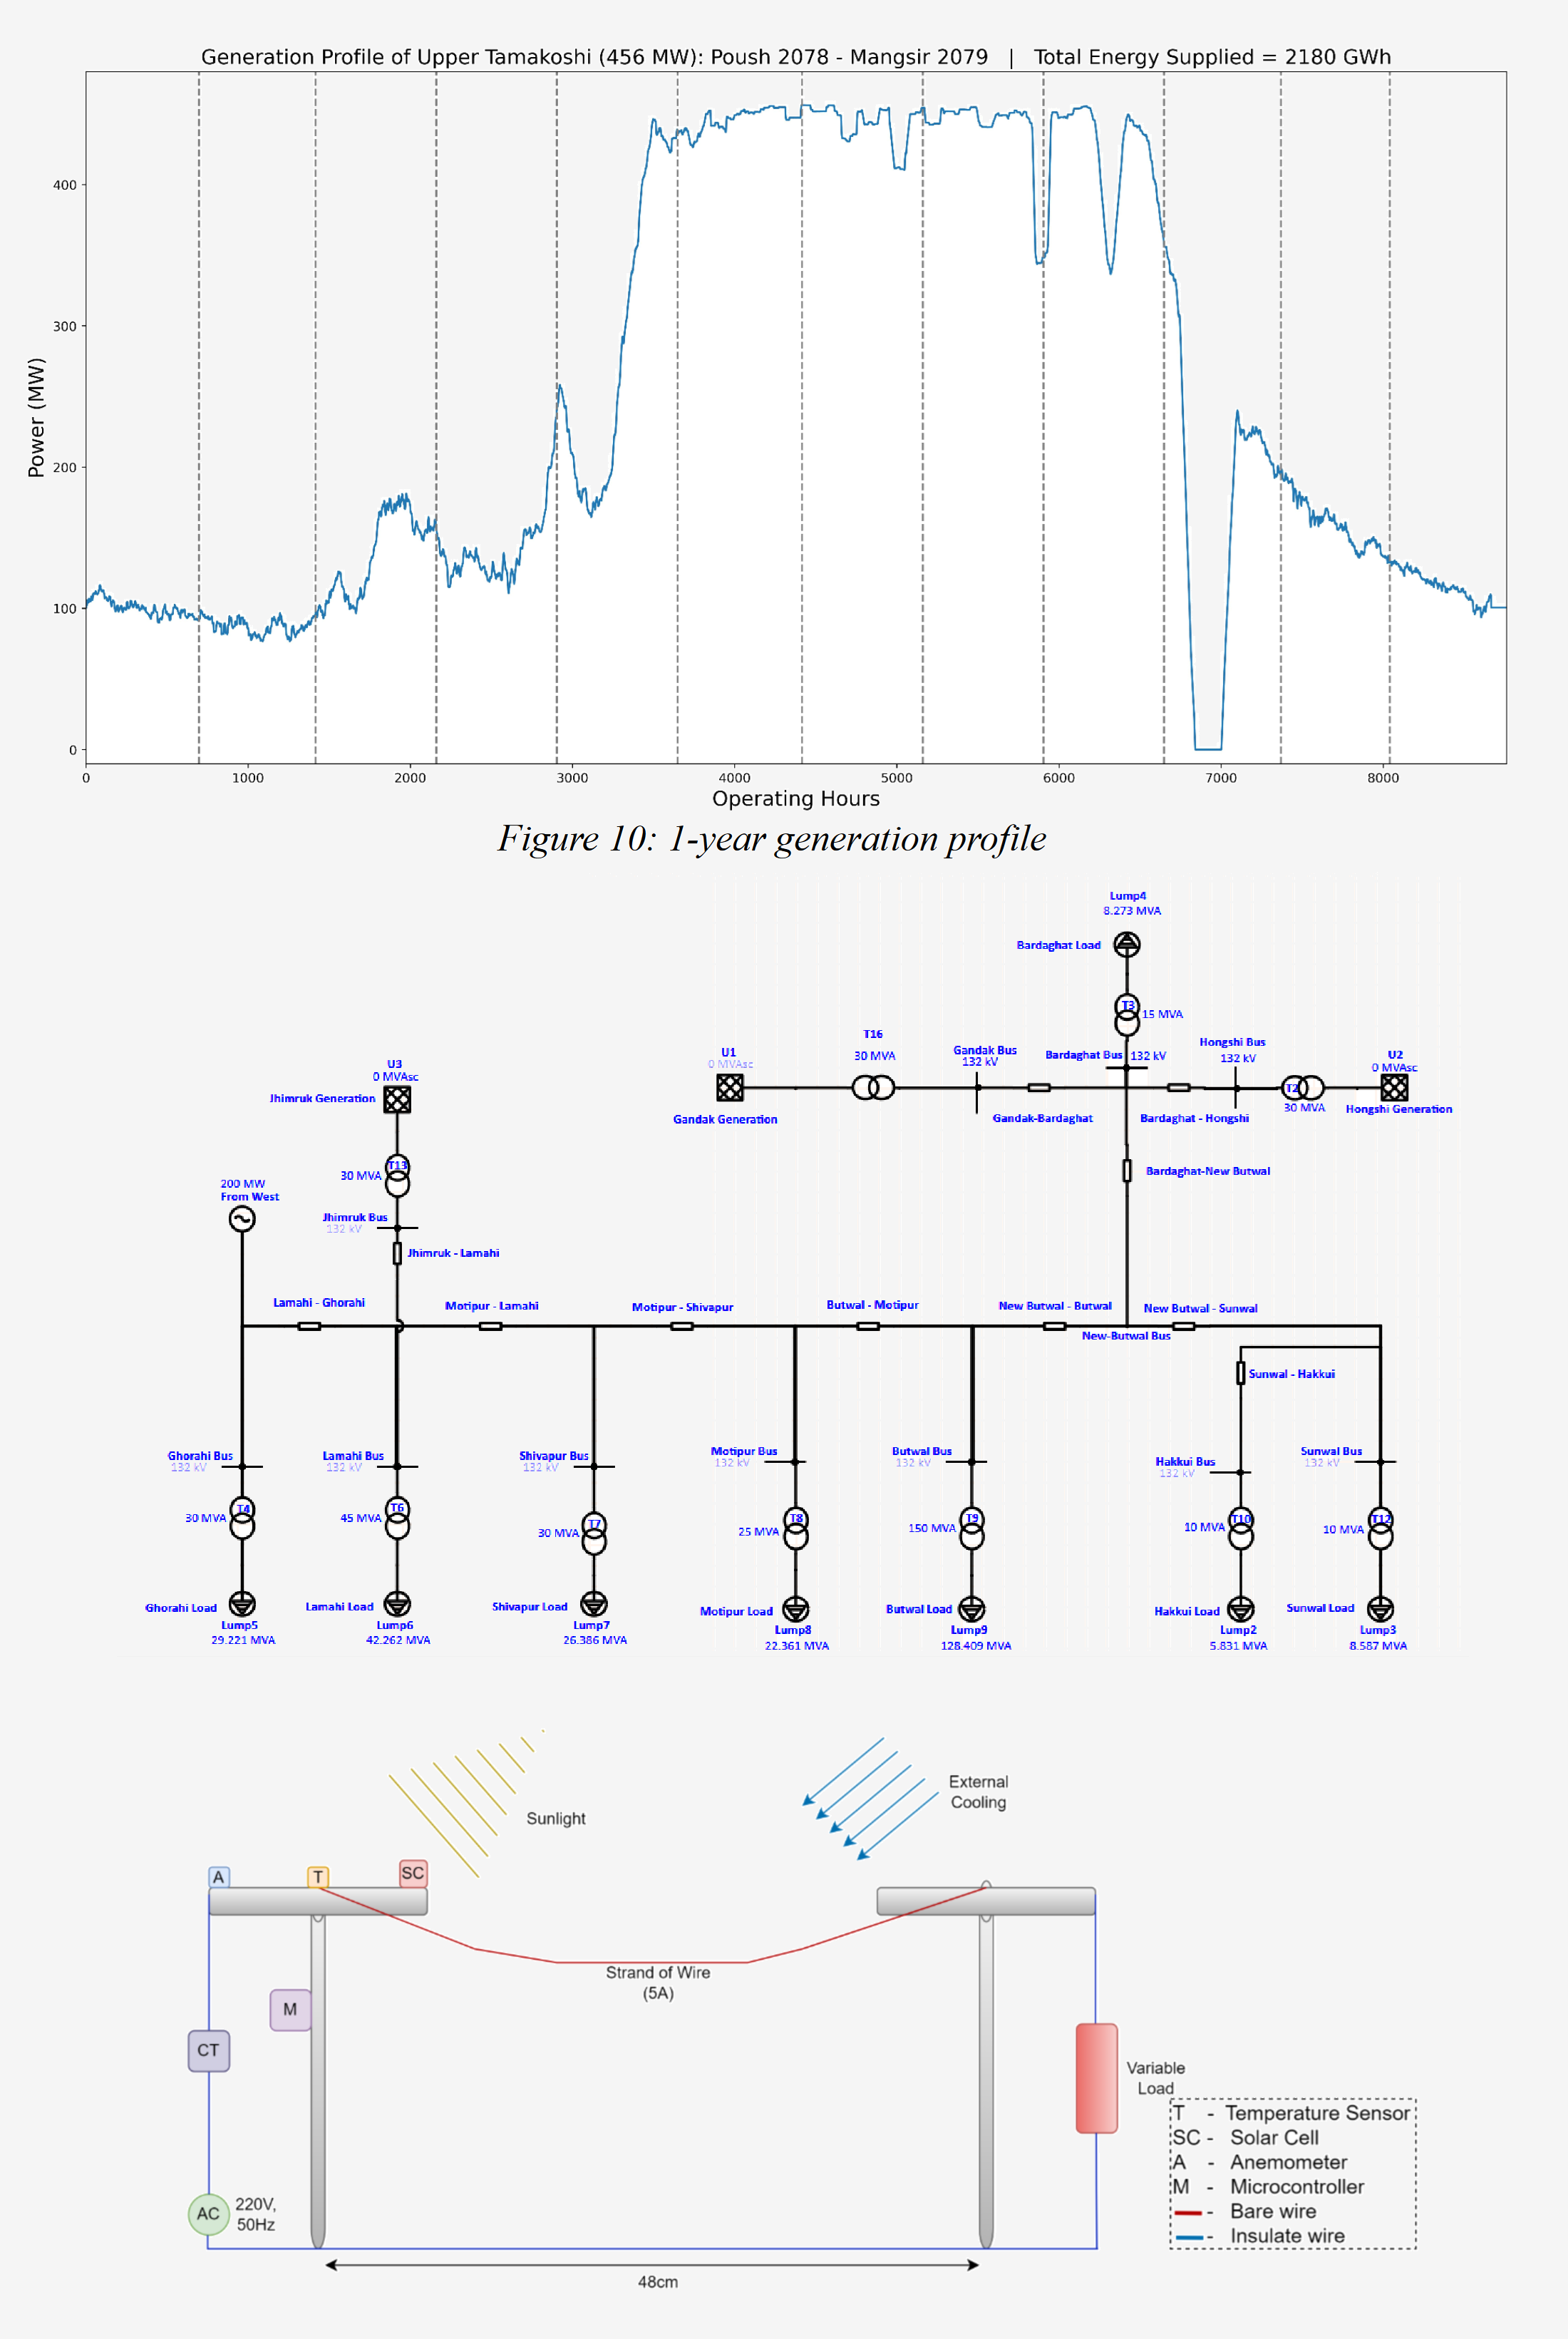 Generation Profile of Upper Tamakoshi (456 MW): Poush 2078 - Mangsir 2079 | Total Energy Supplied = 2180 GWh
400
300
200
100
0
Power (MW)
0 1000 2000 3000 4000 5000 6000 7000 8000
Operating Hours
Figure 10: 1-year generation profile
Lump4
8.273 MVA
Bardaghat Load
T3
15 MVA
T16
30 MVA
U1
0 MVAsc
Gandak Generation
Gandak Bus
132 kV
Gandak-Bardaghat
Bardaghat Bus
132 kV
Bardaghat - Hongshi
Hongshi Bus
132 kV
T2
30 MVA
U2
0 MVAsc
Hongshi Generation
Bardaghat-New Butwal
U3
0 MVAsc
Jhimruk Generation
T13
30 MVA
Jhimruk Bus
132 kV
Jhimruk - Lamahi
200 MW
From West
Lamahi - Ghorahi
Motipur - Lamahi
Motipur - Shivapur
Butwal - Motipur
New Butwal - Butwal
New Butwal - Sunwal
New-Butwal Bus
Sunwal - Hakkui
Ghorahi Bus
132 kV
T4
30 MVA
Ghorahi Load
Lump5
29.221 MVA
Lamahi Bus
132 kV
T6
45 MVA
Lamahi Load
Lump6
42.262 MVA
Shivapur Bus
132 kV
T7
30 MVA
Shivapur Load
Lump7
26.386 MVA
Motipur Bus
132 kV
T8
25 MVA
Motipur Load
Lump8
22.361 MVA
Butwal Bus
132 kV
T9
150 MVA
Butwal Load
Lump9
128.409 MVA
Hakkui Bus
132 kV
T10
10 MVA
Hakkui Load
Lump2
5.831 MVA
Sunwal Bus
132 kV
T12
10 MVA
Sunwal Load
Lump3
8.587 MVA
Sunlight
External
Cooling
A
T
SC
Strand of Wire
(5A)
M
CT
AC
220V,
50Hz
Variable
Load
48cm
T - Temperature Sensor
SC - Solar Cell
A - Anemometer
M - Microcontroller
- Bare wire
- Insulate wire